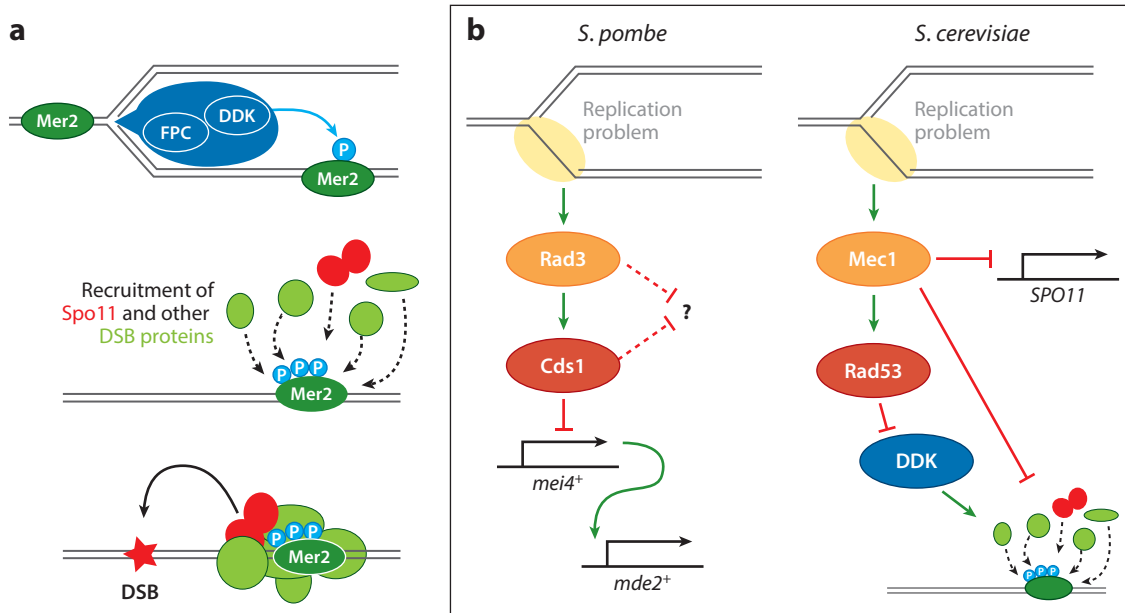 a
Mer2
FPC
DDK
P
Mer2
Recruitment of
Spo11 and other
DSB proteins
P P P
Mer2
P P P
Mer2
DSB
b
S. pombe
Replication
problem
Rad3
?
Cds1
mei4⁺
mde2⁺
S. cerevisiae
Replication
problem
Mec1
SPO11
Rad53
DDK
P P P